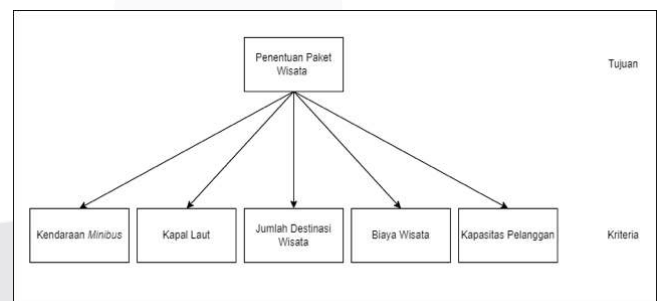 Penentuan Paket
Wisata
Tujuan
Kendaraan Minibus
Kapal Laut
Jumlah Destinasi
Wisata
Biaya Wisata
Kapasitas Pelanggan
Kriteria